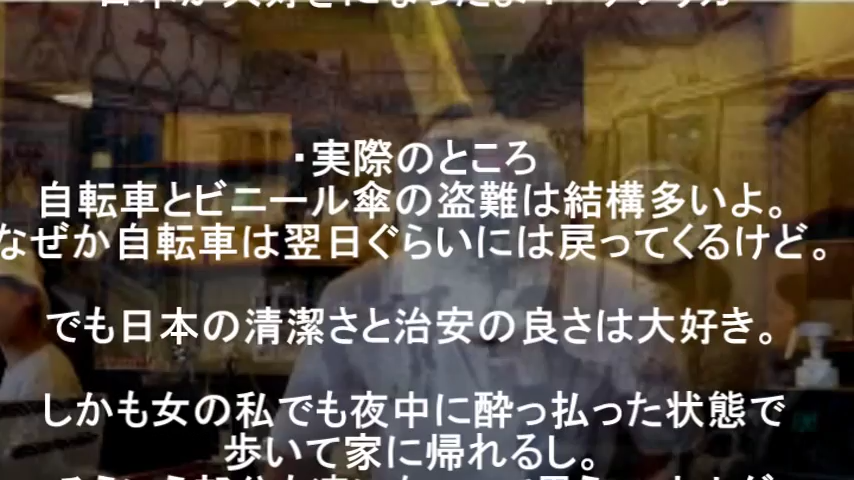 ・実際のところ
自転車とビニール傘の盗難は結構多いよ。
なぜか自転車は翌日ぐらいには戻ってくるけど。
でも日本の清潔さと治安の良さは大好き。
しかも女の私でも夜中に酔っ払った状態で
歩いて家に帰れるし。